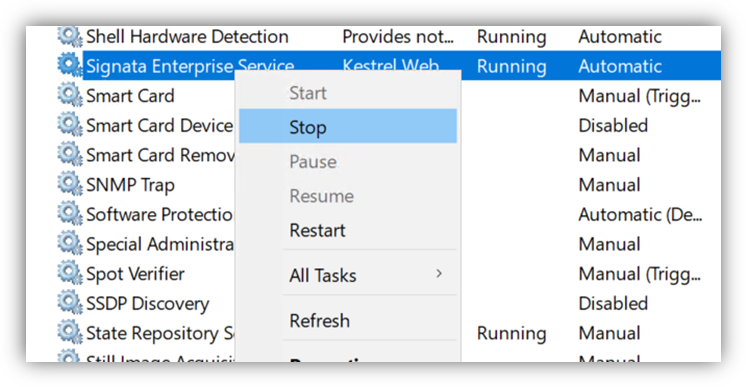 Shell Hardware Detection Provides not... Running Automatic
Signata Enterprise Service Kestrel Web Running Automatic
Start
Smart Card Manual (Trigg...
Stop
Smart Card Device Disabled
Pause
Smart Card Remov Manual
SNMP Trap Manual
Resume
Software Protectio Automatic (De...
Restart
Special Administra Manual
All Tasks
Spot Verifier Manual (Trigg...
SSDP Discovery Disabled
Refresh
State Repository S Running Manual
Still Image Acquisi Manual